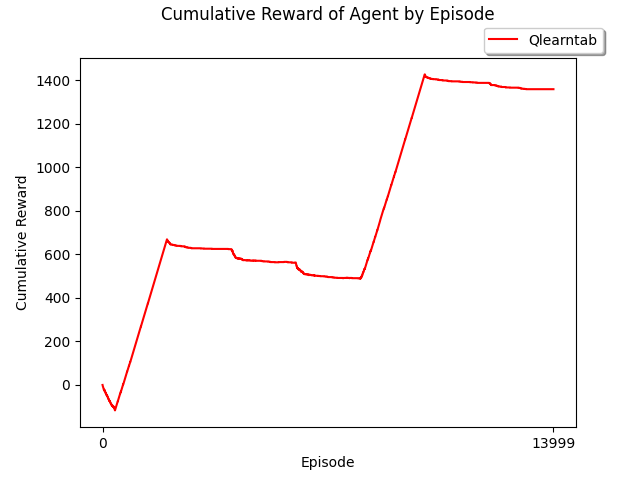 Cumulative Reward of Agent by Episode
Qlearntab
1400
1200
1000
800
600
400
200
0
Cumulative Reward
0
13999
Episode